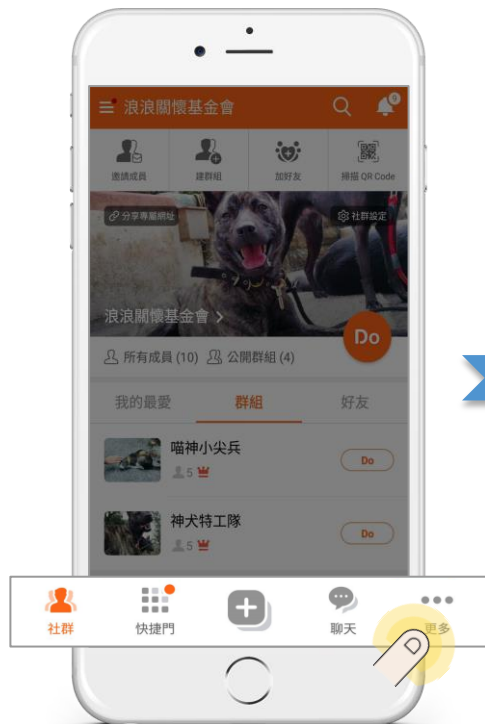 浪浪關懷基金會
0
邀請成員
建群組
加好友
掃描 QR Code
分享專屬網址
社群設定
浪浪關懷基金會 >
Do
所有成員 (10) 公開群組 (4)
我的最愛
群組
好友
喵神小尖兵
5
Do
神犬特工隊
5
Do
社群
快捷門
聊天
更多